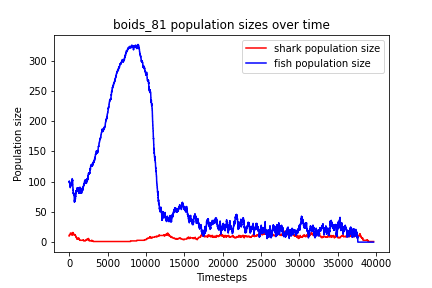 boids_81 population sizes over time
shark population size
fish population size
Population size
300
250
200
150
100
50
0
0 5000 10000 15000 20000 25000 30000 35000 40000
Timesteps